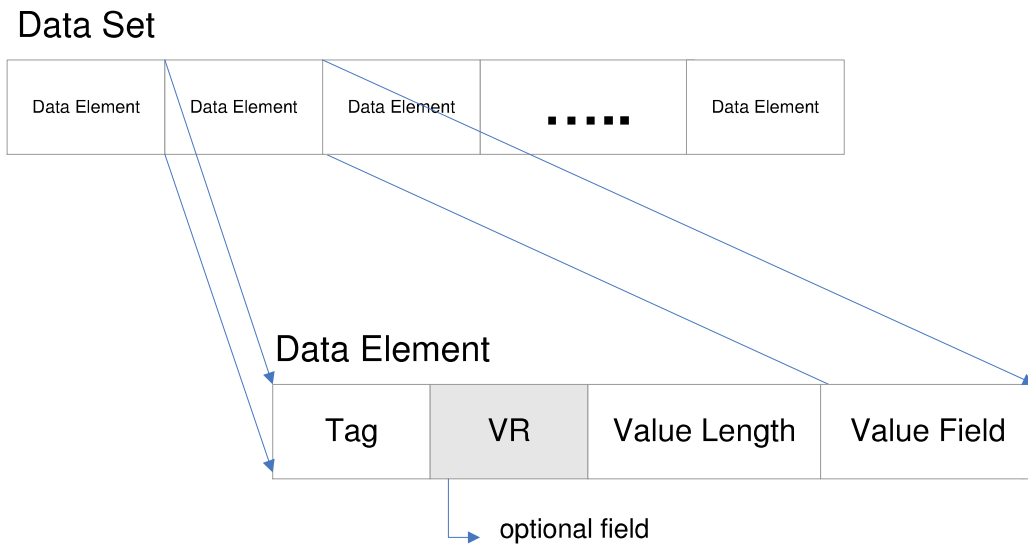 Data Set
Data Element Data Element Data Element ..... Data Element
Data Element
Tag VR Value Length Value Field
optional field